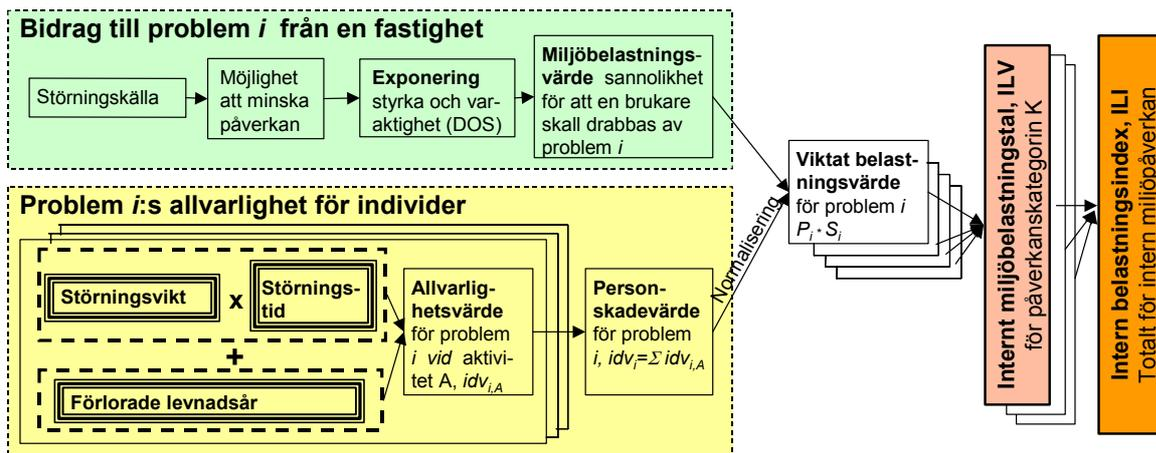 Bidrag till problem i från en fastighet
Störningskälla
Möjlighet
att minska
påverkan
Exponering
styrka och var-
aktighet (DOS)
Miljöbelastnings-
värde sannolikhet
för att en brukare
skall drabbas av
problem i
Problem i:s allvarlighet för individer
Störningsvikt
x
Störnings-
tid
+
Förlorade levnadsår
Allvarlig-
hetsvärde
för problem
i vid aktivi-
tet A, idvi,A
Person-
skadevärde
för problem
i, idvi=Σ idvi,A
Normalisering
Viktat belast-
ningsvärde
för problem i
Pi * Si
Internt miljöbelastningstal, ILV
för påverkanskategorin K
Intern belastningsindex, ILI
Totalt för intern miljöpåverkan